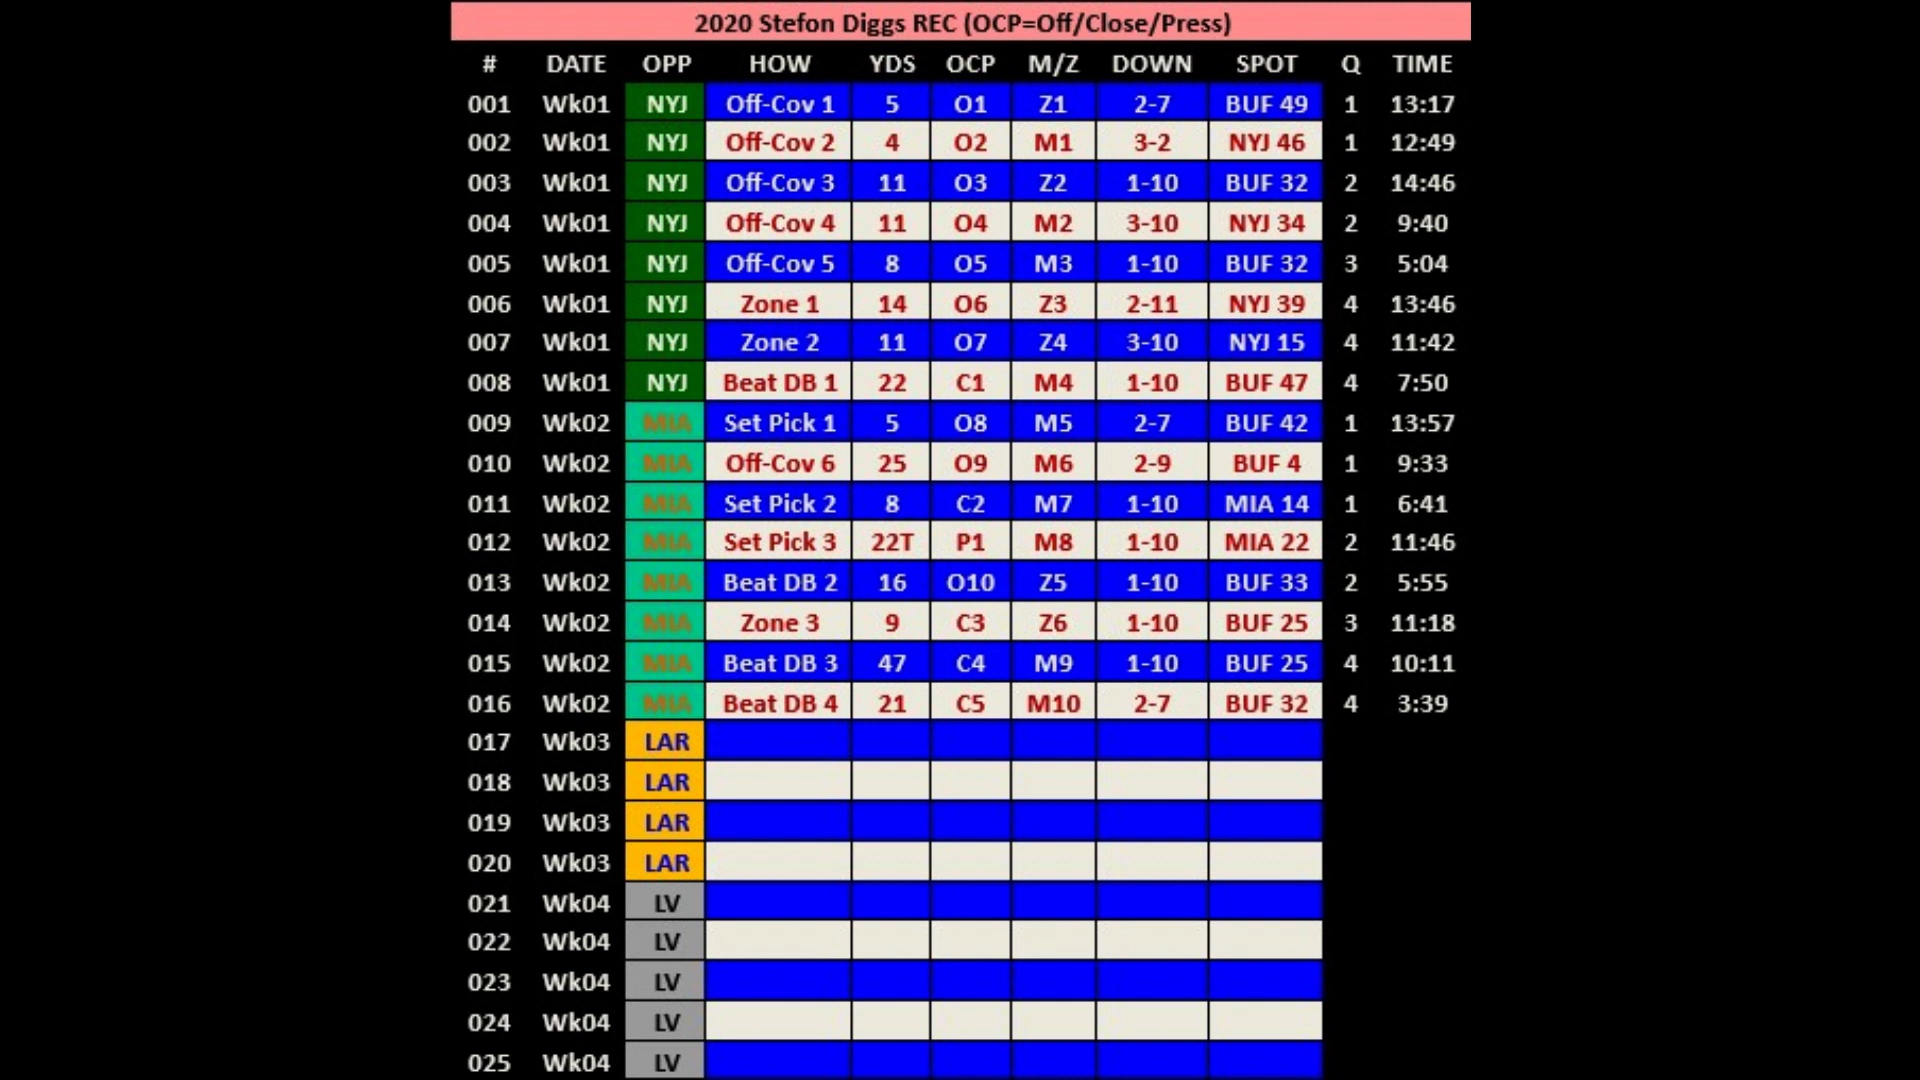 2020 Stefon Diggs REC (OCP=Off/Close/Press)
# DATE OPP HOW YDS OCP M/Z DOWN SPOT Q TIME
001 Wk01 NYJ Off-Cov 1 5 O1 Z1 2-7 BUF 49 1 13:17
002 Wk01 NYJ Off-Cov 2 4 O2 M1 3-2 NYJ 46 1 12:49
003 Wk01 NYJ Off-Cov 3 11 O3 Z2 1-10 BUF 32 2 14:46
004 Wk01 NYJ Off-Cov 4 11 O4 M2 3-10 NYJ 34 2 9:40
005 Wk01 NYJ Off-Cov 5 8 O5 M3 1-10 BUF 32 3 5:04
006 Wk01 NYJ Zone 1 14 O6 Z3 2-11 NYJ 39 4 13:46
007 Wk01 NYJ Zone 2 11 O7 Z4 3-10 NYJ 15 4 11:42
008 Wk01 NYJ Beat DB 1 22 C1 M4 1-10 BUF 47 4 7:50
009 Wk02 MIA Set Pick 1 5 O8 M5 2-7 BUF 42 1 13:57
010 Wk02 MIA Off-Cov 6 25 O9 M6 2-9 BUF 4 1 9:33
011 Wk02 MIA Set Pick 2 8 C2 M7 1-10 MIA 14 1 6:41
012 Wk02 MIA Set Pick 3 22T P1 M8 1-10 MIA 22 2 11:46
013 Wk02 MIA Beat DB 2 16 O10 Z5 1-10 BUF 33 2 5:55
014 Wk02 MIA Zone 3 9 C3 Z6 1-10 BUF 25 3 11:18
015 Wk02 MIA Beat DB 3 47 C4 M9 1-10 BUF 25 4 10:11
016 Wk02 MIA Beat DB 4 21 C5 M10 2-7 BUF 32 4 3:39
017 Wk03 LAR
018 Wk03 LAR
019 Wk03 LAR
020 Wk03 LAR
021 Wk04 LV
022 Wk04 LV
023 Wk04 LV
024 Wk04 LV
025 Wk04 LV